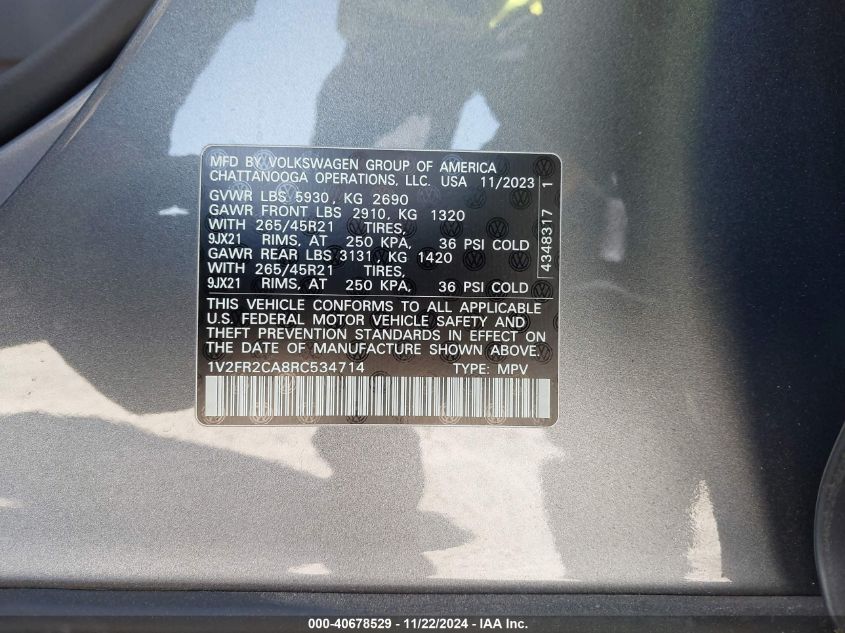 MFD BY VOLKSWAGEN GROUP OF AMERICA
CHATTANOOGA OPERATIONS, LLC. USA 11/2023
GVWR LBS 5930, KG 2690
GAWR FRONT LBS 2910, KG 1320
WITH 265/45R21 TIRES,
9JX21 RIMS, AT 250 KPA, 36 PSI COLD
GAWR REAR LBS 3131, KG 1420
WITH 265/45R21 TIRES,
9JX21 RIMS, AT 250 KPA, 36 PSI COLD
4348317 1
THIS VEHICLE CONFORMS TO ALL APPLICABLE
U.S. FEDERAL MOTOR VEHICLE SAFETY AND
THEFT PREVENTION STANDARDS IN EFFECT ON
THE DATE OF MANUFACTURE SHOWN ABOVE.
1V2FR2CA8RC534714 TYPE: MPV
000-40678529 - 11/22/2024 - IAAI.com